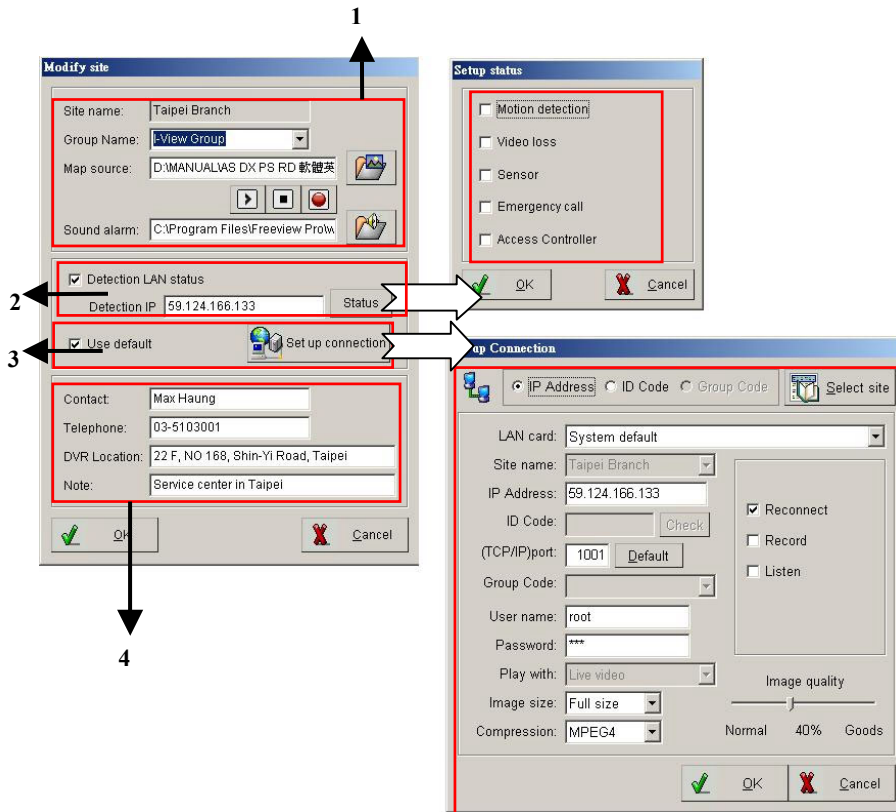 1
Modify site
Site name: Taipei Branch
Group Name: I-View Group
Map source: D:\MANUAL\AS DX PS RD 軟體英
Sound alarm: C:\Program Files\Freeview Pro\w
2
Detection LAN status
Detection IP 59.124.166.133 Status
3
Use default Set up connection
Contact: Max Haung
Telephone: 03-5103001
DVR Location: 22 F, NO 168, Shin-Yi Road, Taipei
Note: Service center in Taipei
OK Cancel
4
Setup status
Motion detection
Video loss
Sensor
Emergency call
Access Controller
OK Cancel
up Connection
IP Address ID Code Group Code Select site
LAN card: System default
Site name: Taipei Branch
IP Address: 59.124.166.133
ID Code: Check
(TCP/IP)port: 1001 Default
Group Code:
User name: root
Password: ***
Play with: Live video
Image size: Full size
Compression: MPEG4
Reconnect
Record
Listen
Image quality
Normal 40% Goods
OK Cancel